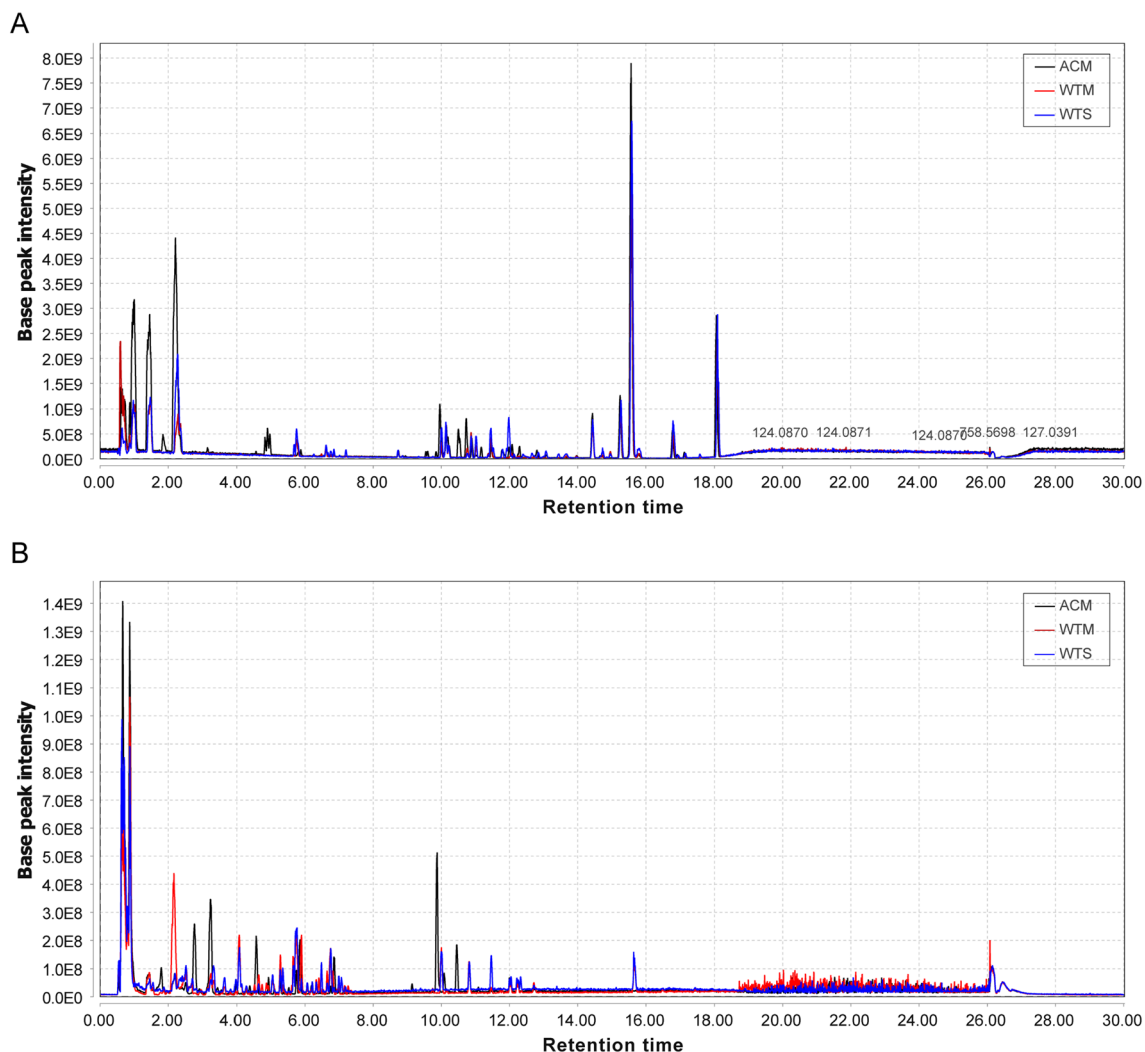 A
8.0E9
7.5E9
7.0E9
6.5E9
6.0E9
5.5E9
5.0E9
4.5E9
4.0E9
3.5E9
3.0E9
2.5E9
2.0E9
1.5E9
1.0E9
5.0E8
0.0E0
Base peak intensity
ACM
WTM
WTS
124.0870 124.0871 124.0870 758.5698 127.0391
0.00 2.00 4.00 6.00 8.00 10.00 12.00 14.00 16.00 18.00 20.00 22.00 24.00 26.00 28.00 30.00
Retention time
B
1.4E9
1.3E9
1.2E9
1.1E9
1.0E9
9.0E8
8.0E8
7.0E8
6.0E8
5.0E8
4.0E8
3.0E8
2.0E8
1.0E8
0.0E0
Base peak intensity
ACM
WTM
WTS
0.00 2.00 4.00 6.00 8.00 10.00 12.00 14.00 16.00 18.00 20.00 22.00 24.00 26.00 28.00 30.00
Retention time